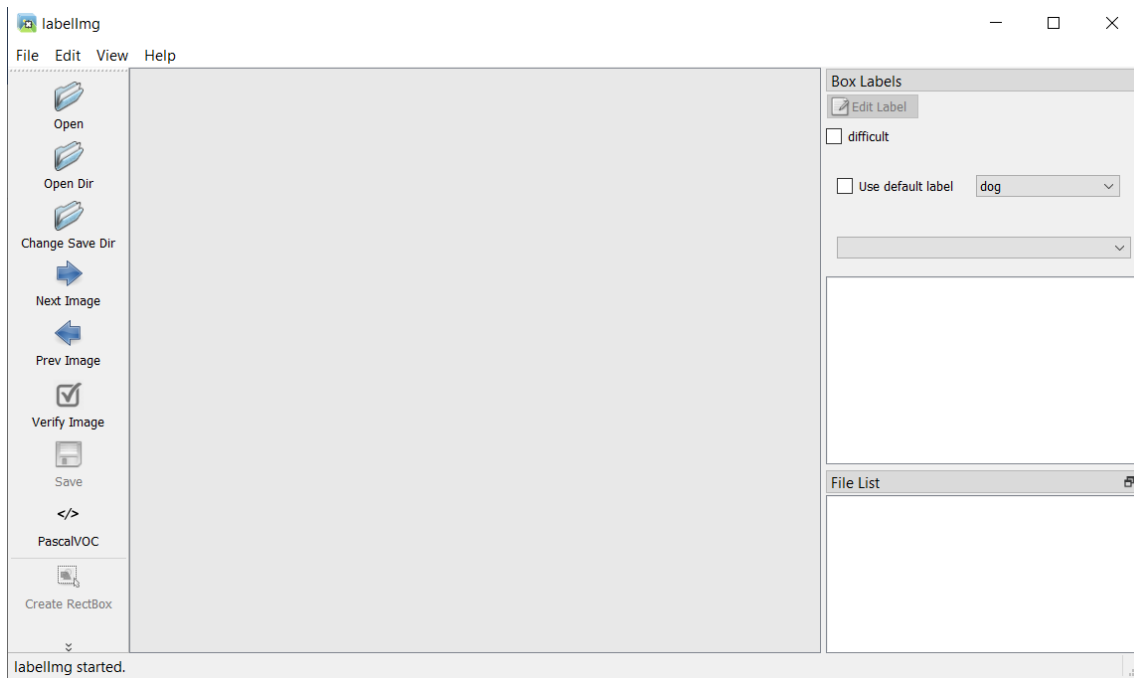 labelImg
File Edit View Help
Open
Open Dir
Change Save Dir
Next Image
Prev Image
Verify Image
Save
</>
PascalVOC
Create RectBox
Box Labels
Edit Label
difficult
Use default label dog
File List
labelImg started.